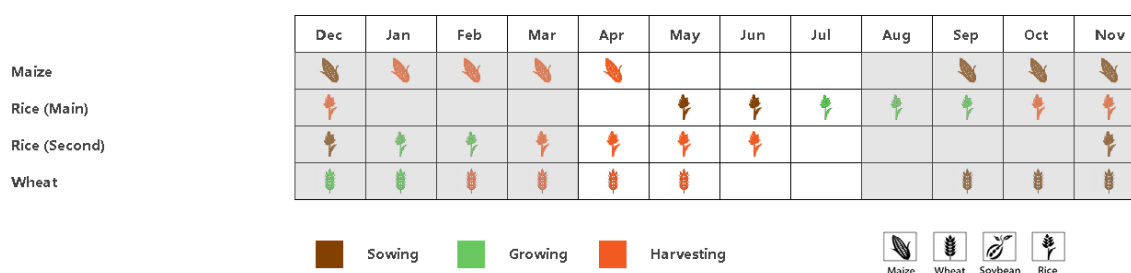 Dec Jan Feb Mar Apr May Jun Jul Aug Sep Oct Nov
Maize
Rice (Main)
Rice (Second)
Wheat
Sowing Growing Harvesting
Maize Wheat Soybean Rice